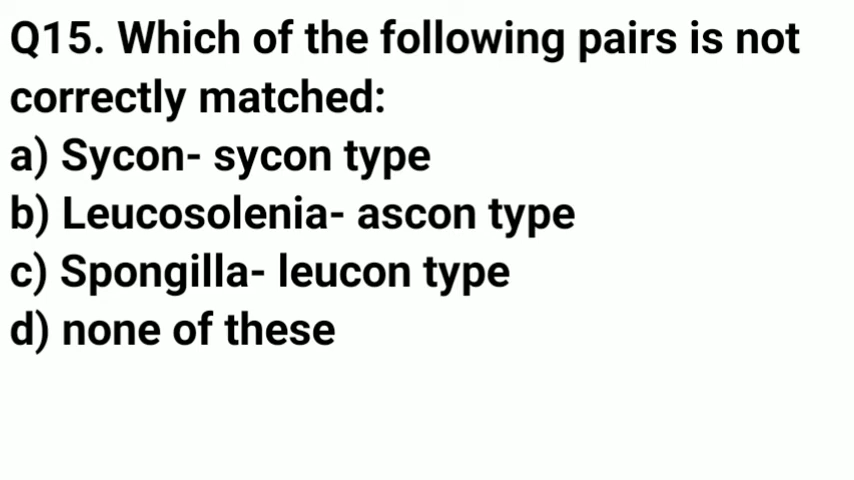 Q15. Which of the following pairs is not
correctly matched:
a) Sycon- sycon type
b) Leucosolenia- ascon type
c) Spongilla- leucon type
d) none of these